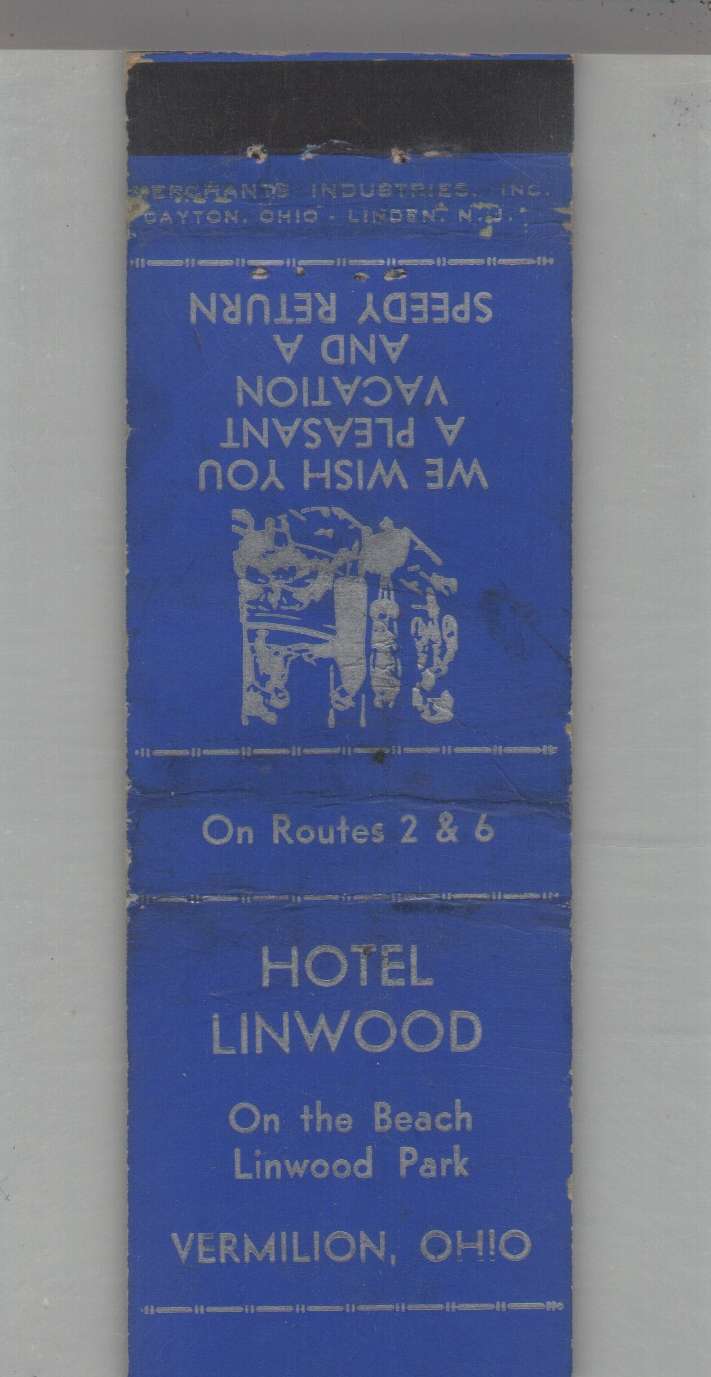 MERCHANTS INDUSTRIES, INC.
DAYTON, OHIO - LINDEN, N.J.
WE WISH YOU
A PLEASANT
VACATION
AND A
SPEEDY RETURN
On Routes 2 & 6
HOTEL
LINWOOD
On the Beach
Linwood Park
VERMILION, OHIO